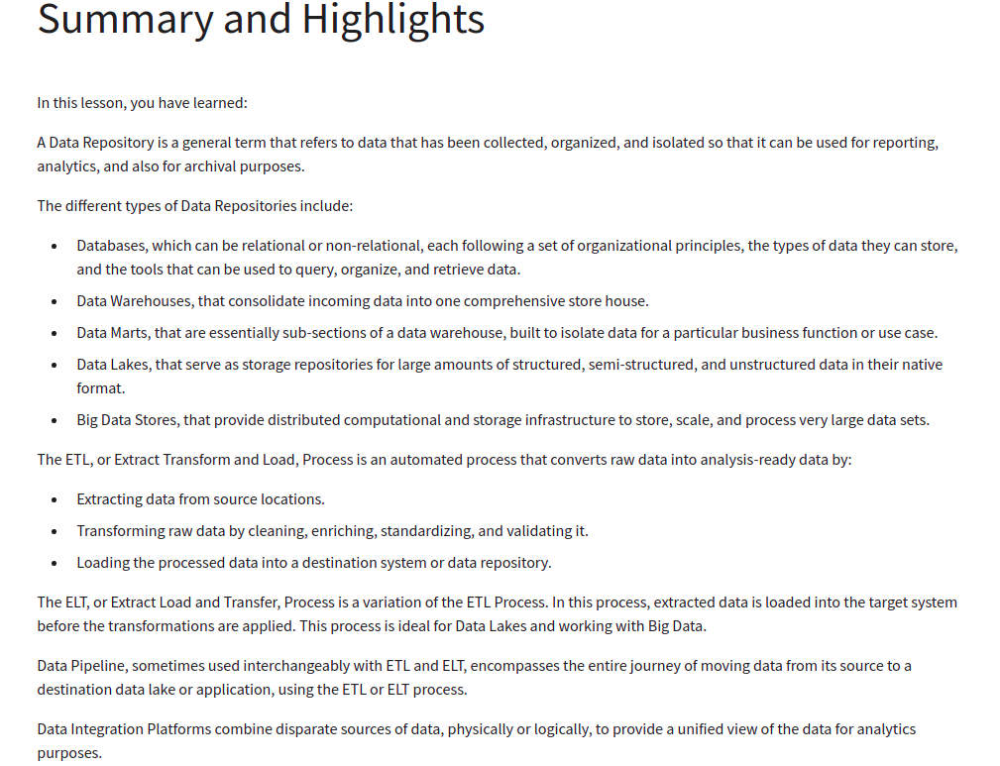 Summary and Highlights
In this lesson, you have learned:
A Data Repository is a general term that refers to data that has been collected, organized, and isolated so that it can be used for reporting,
analytics, and also for archival purposes.
The different types of Data Repositories include:
• Databases, which can be relational or non-relational, each following a set of organizational principles, the types of data they can store,
and the tools that can be used to query, organize, and retrieve data.
• Data Warehouses, that consolidate incoming data into one comprehensive store house.
• Data Marts, that are essentially sub-sections of a data warehouse, built to isolate data for a particular business function or use case.
• Data Lakes, that serve as storage repositories for large amounts of structured, semi-structured, and unstructured data in their native
format.
• Big Data Stores, that provide distributed computational and storage infrastructure to store, scale, and process very large data sets.
The ETL, or Extract Transform and Load, Process is an automated process that converts raw data into analysis-ready data by:
• Extracting data from source locations.
• Transforming raw data by cleaning, enriching, standardizing, and validating it.
• Loading the processed data into a destination system or data repository.
The ELT, or Extract Load and Transfer, Process is a variation of the ETL Process. In this process, extracted data is loaded into the target system
before the transformations are applied. This process is ideal for Data Lakes and working with Big Data.
Data Pipeline, sometimes used interchangeably with ETL and ELT, encompasses the entire journey of moving data from its source to a
destination data lake or application, using the ETL or ELT process.
Data Integration Platforms combine disparate sources of data, physically or logically, to provide a unified view of the data for analytics
purposes.